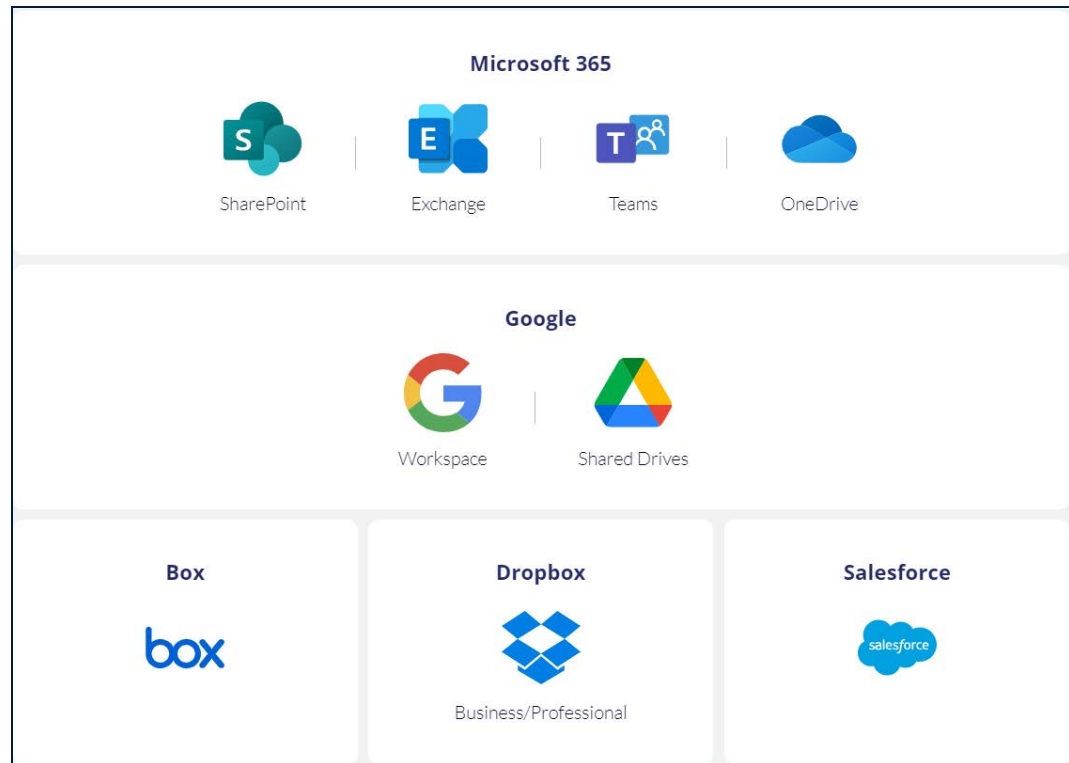 Microsoft 365
S
E
T
SharePoint
Exchange
Teams
OneDrive
Google
Workspace
Shared Drives
Box
box
Dropbox
Business/Professional
Salesforce
salesforce